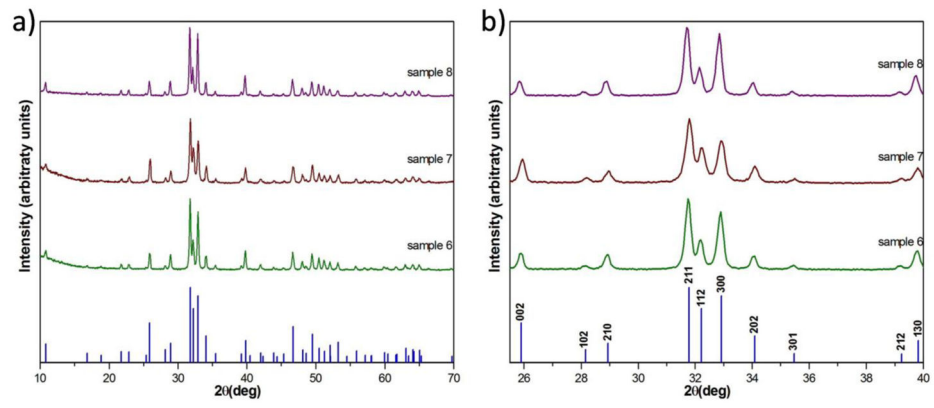 a)
Intensity (arbitraty units)
sample 8
sample 7
sample 6
10 20 30 40 50 60 70
2θ(deg)
b)
Intensity (arbitraty units)
sample 8
sample 7
sample 6
002
102
210
211
112
300
202
301
212
130
26 28 30 32 34 36 38 40
2θ(deg)